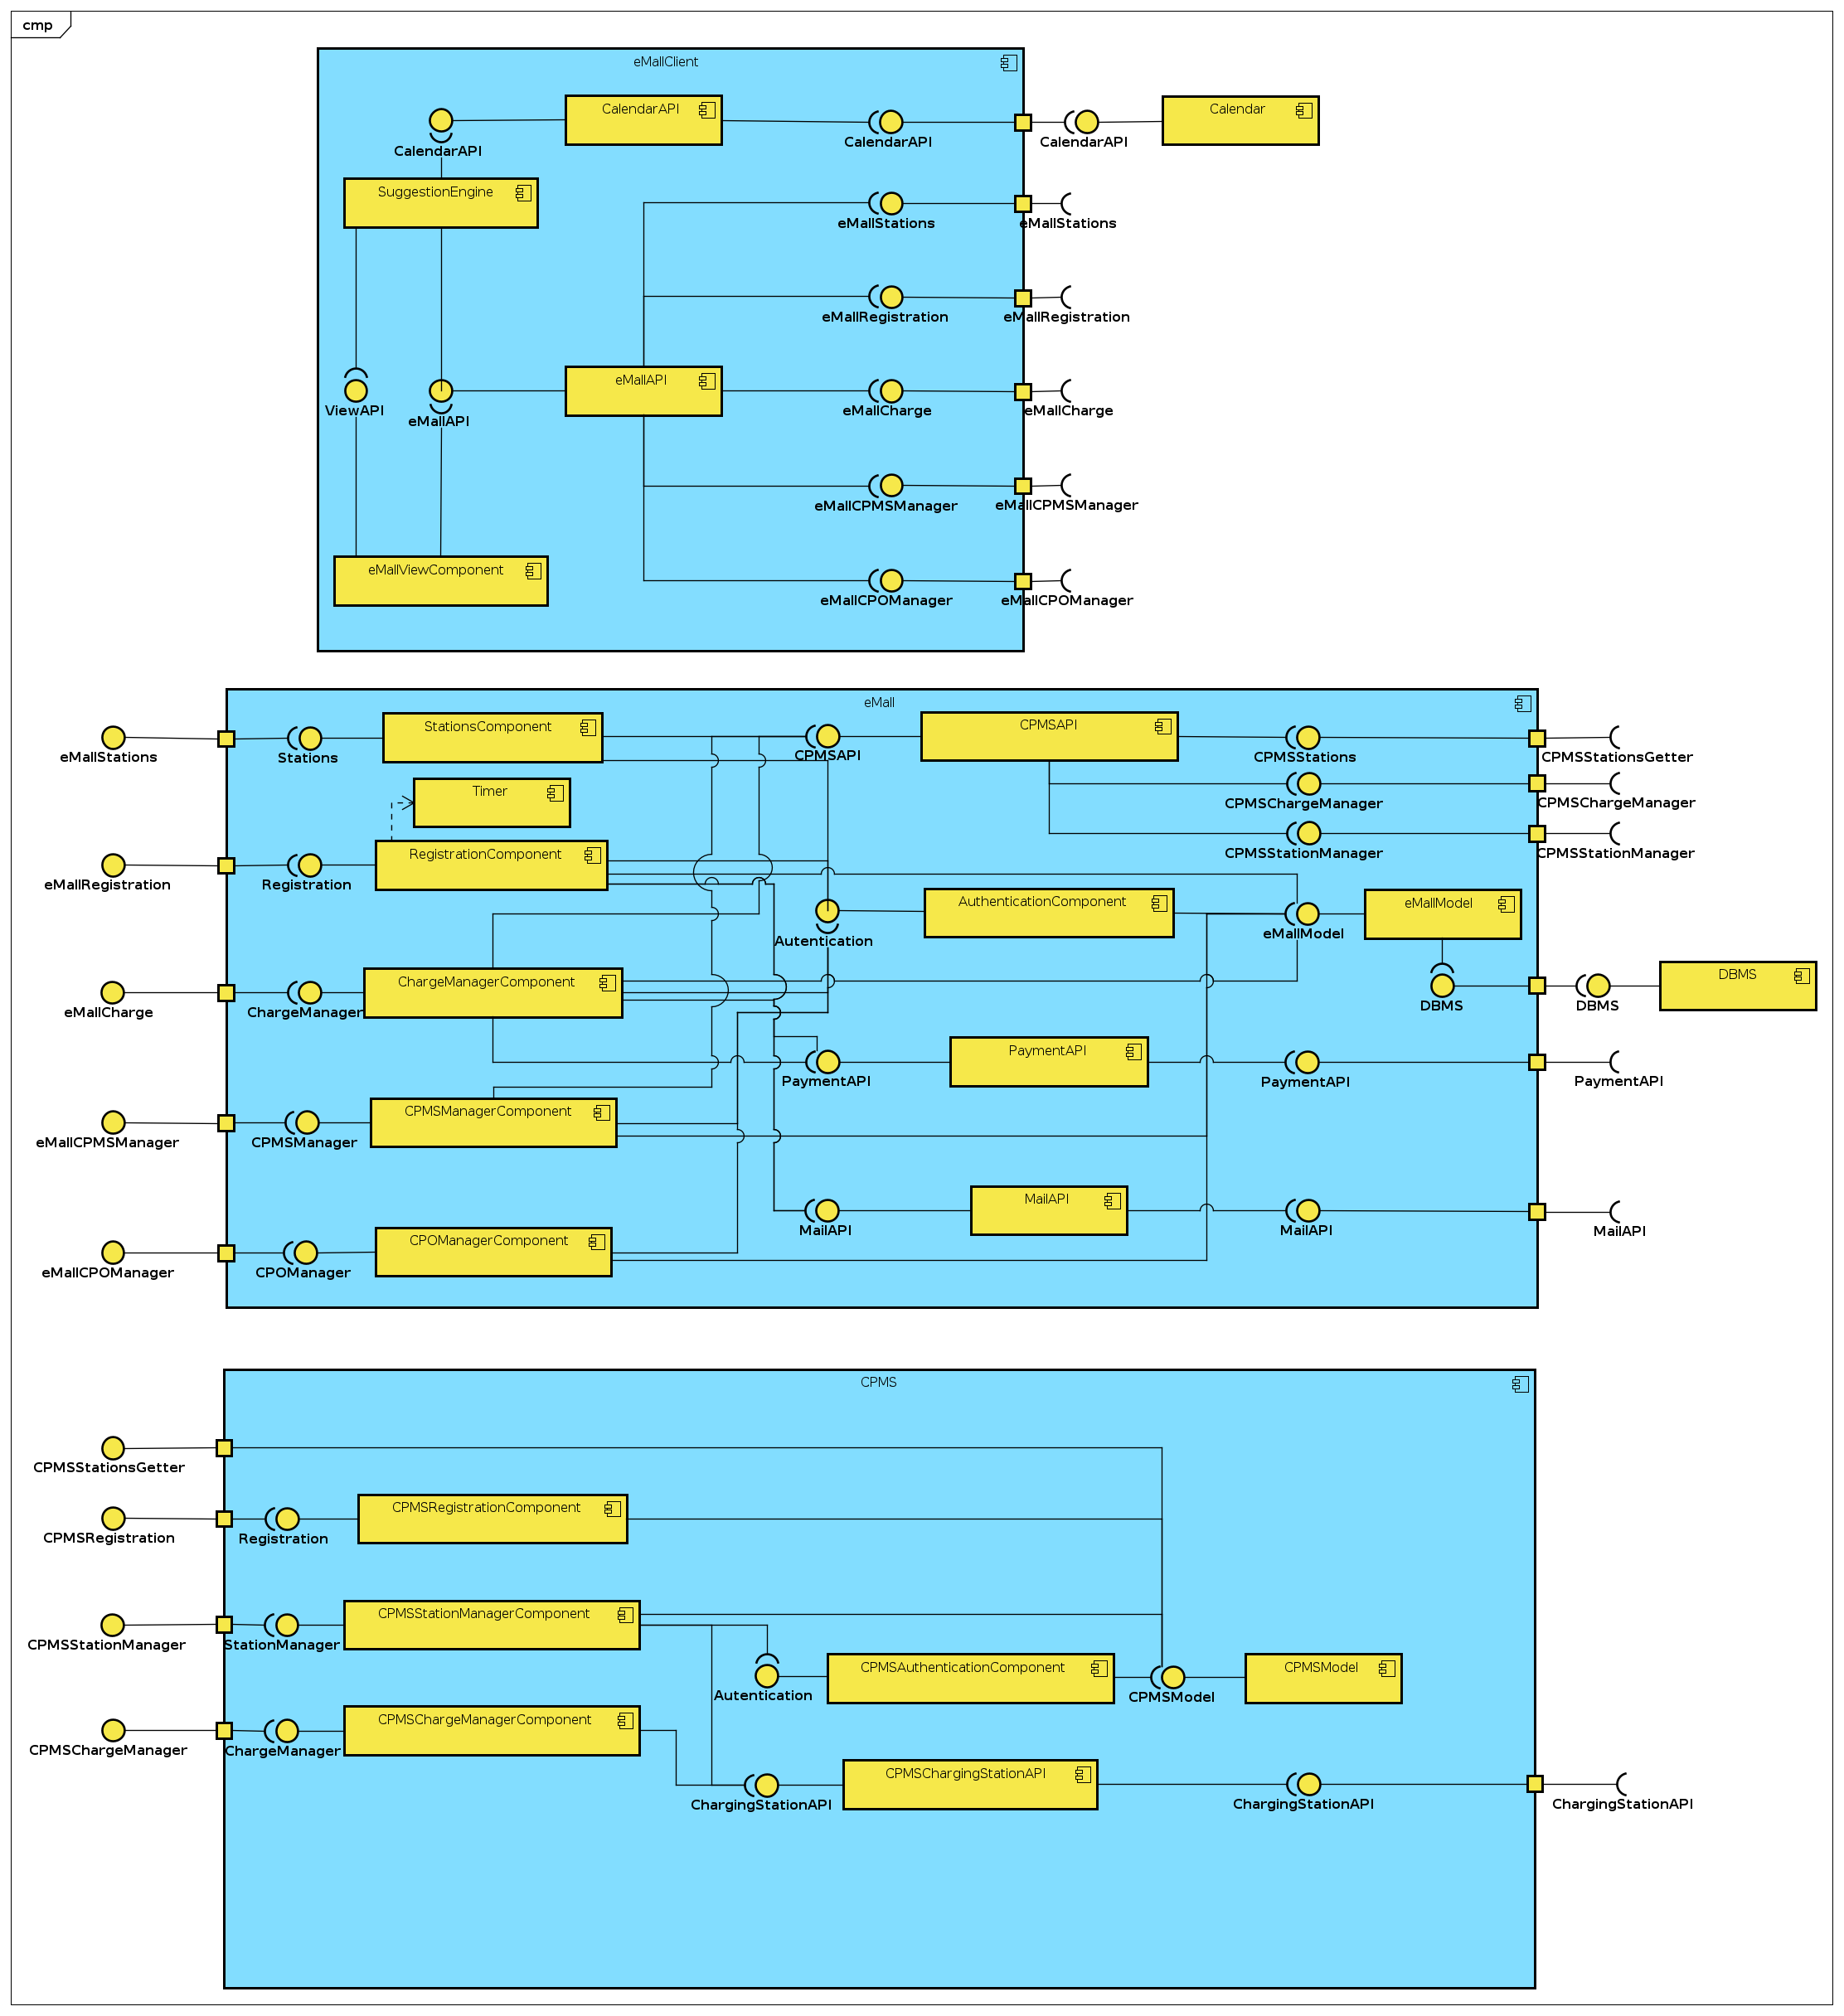 cmp
eMallClient
CalendarAPI
Calendar
CalendarAPI
CalendarAPI
CalendarAPI
SuggestionEngine
eMallStations
eMallStations
eMallRegistration
eMallRegistration
eMallAPI
ViewAPI
eMallAPI
eMallCharge
eMallCharge
eMallCPMSManager
eMallCPMSManager
eMallViewComponent
eMallCPOManager
eMallCPOManager
eMall
StationsComponent
CPMSAPI
eMallStations
Stations
CPMSAPI
CPMSStations
CPMSStationsGetter
Timer
CPMSChargeManager
CPMSChargeManager
RegistrationComponent
CPMSStationManager
CPMSStationManager
eMallRegistration
Registration
AuthenticationComponent
eMallModel
Autentication
eMallModel
ChargeManagerComponent
DBMS
eMallCharge
ChargeManager
DBMS
DBMS
PaymentAPI
PaymentAPI
PaymentAPI
PaymentAPI
CPMSManagerComponent
eMallCPMSManager
CPMSManager
MailAPI
MailAPI
MailAPI
MailAPI
CPOManagerComponent
eMallCPOManager
CPOManager
CPMS
CPMSStationsGetter
CPMSRegistrationComponent
CPMSRegistration
Registration
CPMSStationManagerComponent
CPMSStationManager
StationManager
CPMSAuthenticationComponent
CPMSModel
Autentication
CPMSModel
CPMSChargeManagerComponent
CPMSChargeManager
ChargeManager
CPMSChargingStationAPI
ChargingStationAPI
ChargingStationAPI
ChargingStationAPI